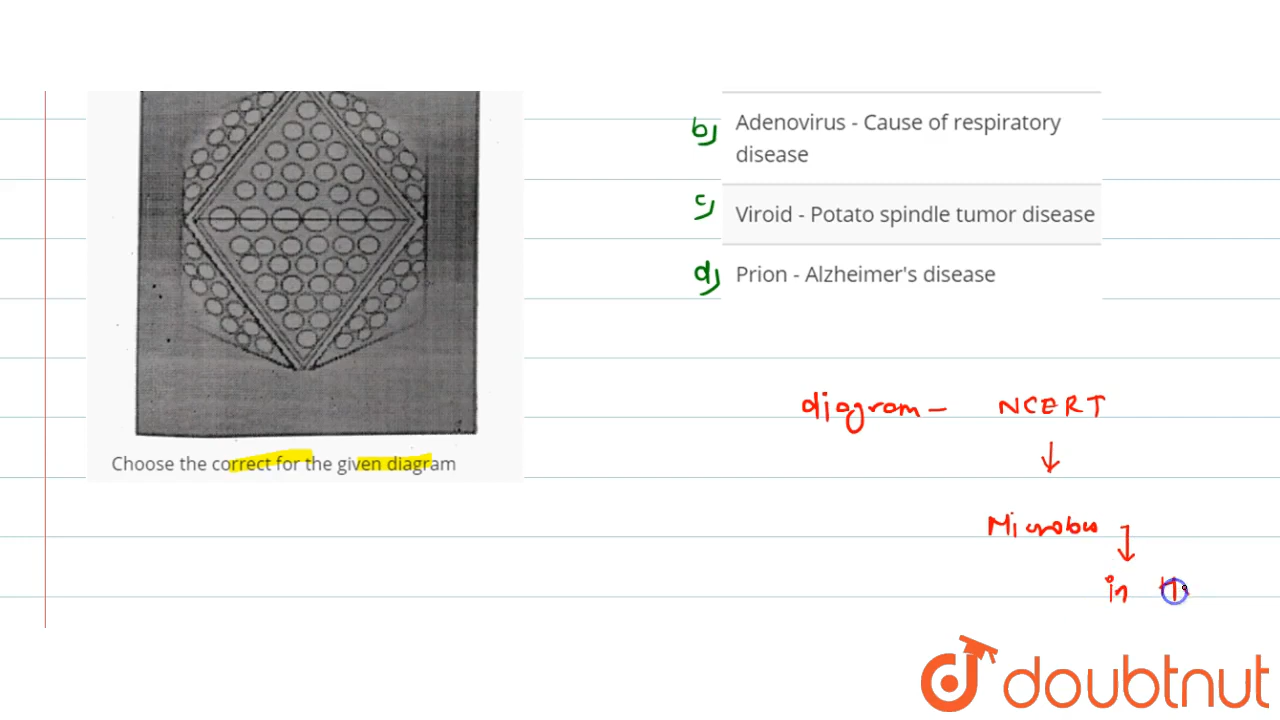 b) Adenovirus - Cause of respiratory
disease
c) Viroid - Potato spindle tumor disease
d) Prion - Alzheimer's disease
Choose the correct for the given diagram
diagram - NCERT
↓
in
doubtnut